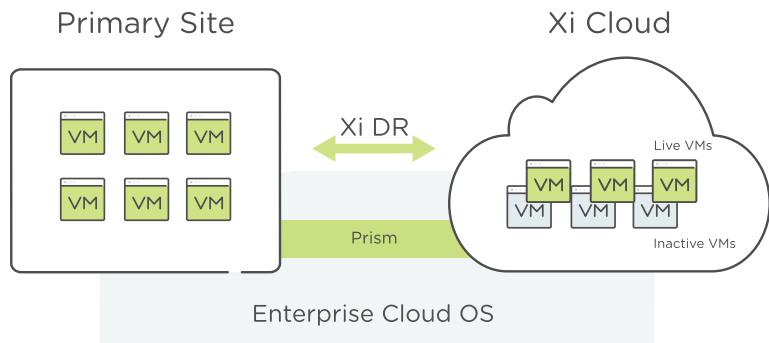 Primary Site
Xi Cloud
Xi DR
VM VM VM
VM VM VM
Live VMs
VM VM VM
VM VM VM
Inactive VMs
Prism
Enterprise Cloud OS